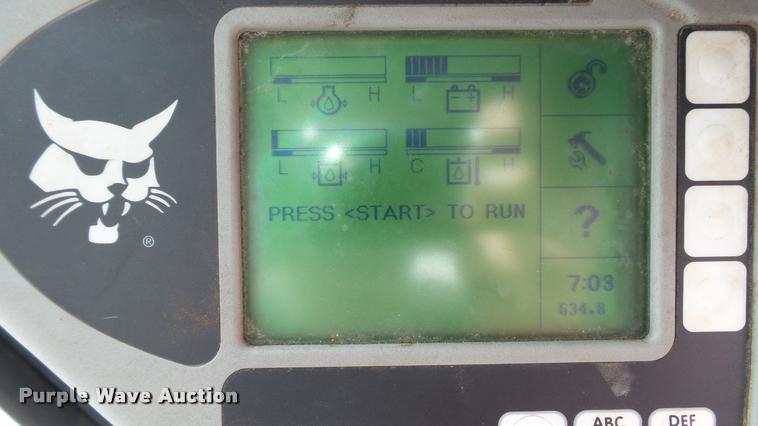 L H L H
L H C H
PRESS <START> TO RUN
?
7:03
634.8
®
Purple Wave Auction
ABC DEF